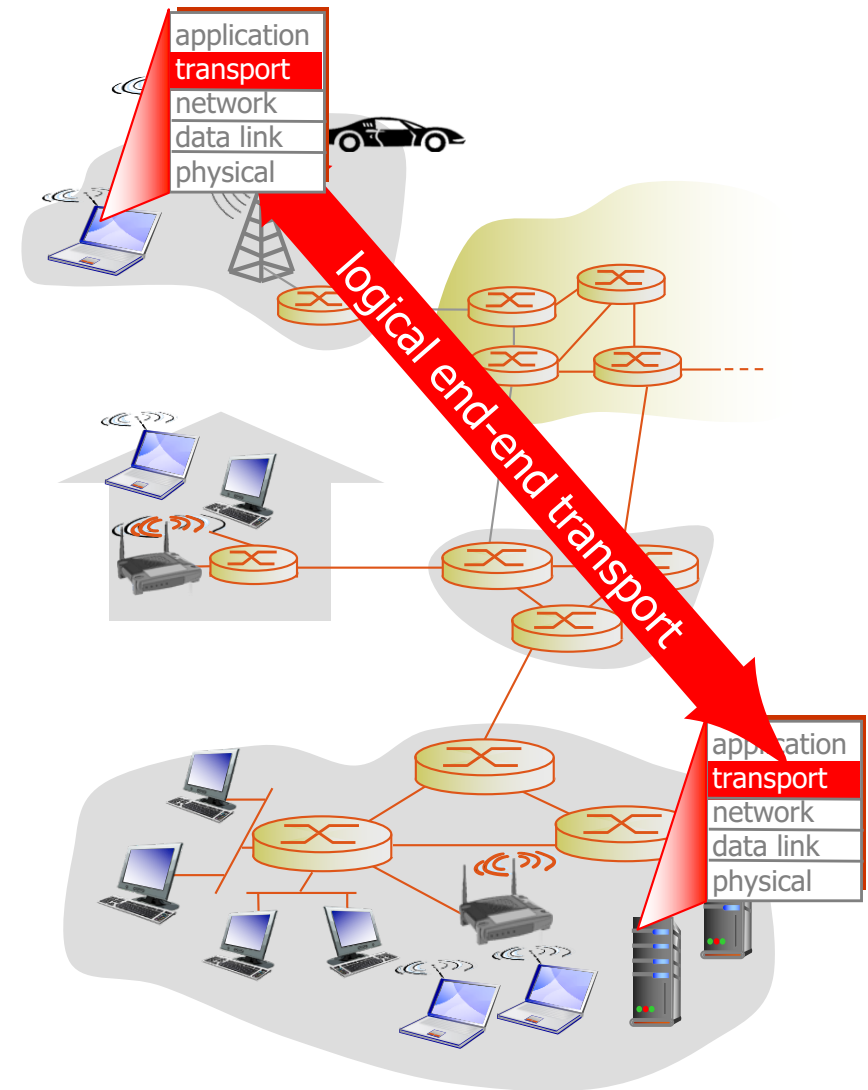 application
transport
network
data link
physical
logical end-end transport
application
transport
network
data link
physical